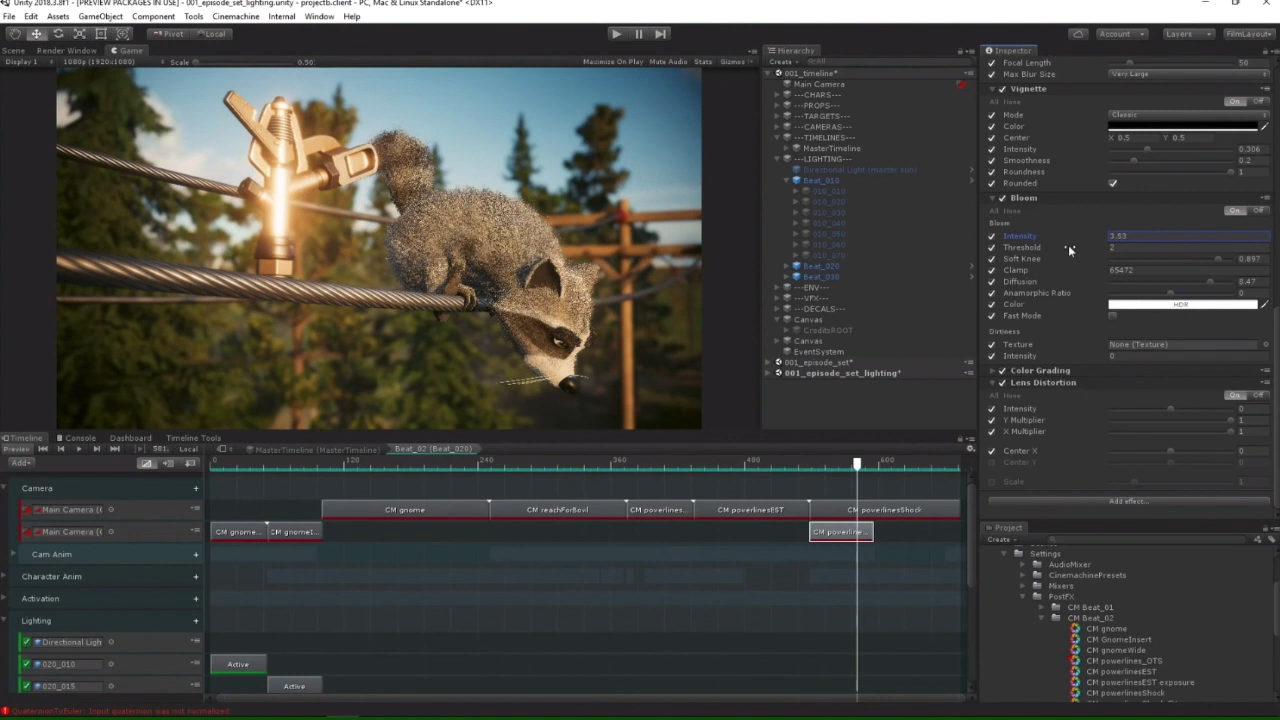 Unity 2018.3.8f1 - [PREVIEW PACKAGES IN USE] - 001_episode_set_lighting.unity - projectb.client - PC, Mac & Linux Standalone* <DX11>
File Edit Assets GameObject Component Tools Cinemachine Internal Window Help
Pivot Local Account Layers FilmLayout
Scene Render Window Game
Display 1 1080p (1920x1080) Scale 0.50 Maximize On Play Mute Audio Stats Gizmos
Hierarchy
Create All
001_timeline*
Main Camera
---CHARS---
---PROPS---
---TARGETS---
---CAMERAS---
---TIMELINES---
MasterTimeline
---LIGHTING---
Directional Light (master sun)
Beat_010
010_010
010_020
010_030
010_040
010_050
010_060
010_070
Beat_020
Beat_030
---ENV---
---VFX---
---DECALS---
Canvas
CreditsROOT
Canvas
EventSystem
001_episode_set*
001_episode_set_lighting*
Inspector
Focal Length 50
Max Blur Size Very Large
Vignette
All None On Off
Mode Classic
Color
Center X 0.5 Y 0.5
Intensity 0.306
Smoothness 0.2
Roundness 1
Rounded
Bloom
All None On Off
Bloom
Intensity 3.53
Threshold 2
Soft Knee 0.897
Clamp 65472
Diffusion 8.47
Anamorphic Ratio 0
Color HDR
Fast Mode
Dirtiness
Texture None (Texture)
Intensity 0
Color Grading
Lens Distortion
All None On Off
Intensity 0
Y Multiplier 1
X Multiplier 1
Center X 0
Center Y 0
Scale 1
Add effect...
Timeline Console Dashboard Timeline Tools
Preview 581 Local MasterTimeline (MasterTimeline) Beat_02 (Beat_020)
Add 0 120 240 360 480 600
Camera
Main Camera (C CM gnome CM reachForBowl CM powerlines... CM powerlinesEST CM powerlinesShock
Main Camera (C CM gnome... CM gnomeI... CM powerline...
Cam Anim
Character Anim
Activation
Lighting
Directional Ligh
020_010 Active
020_015 Active
Project
Create
Settings
AudioMixer
CinemachinePresets
Mixers
PostFX
CM Beat_01
CM Beat_02
CM gnome
CM GnomeInsert
CM gnomeWide
CM powerlines_OTS
CM powerlinesEST
CM powerlinesEST exposure
CM powerlinesShock
QuaternionToEuler: Input quaternion was not normalized